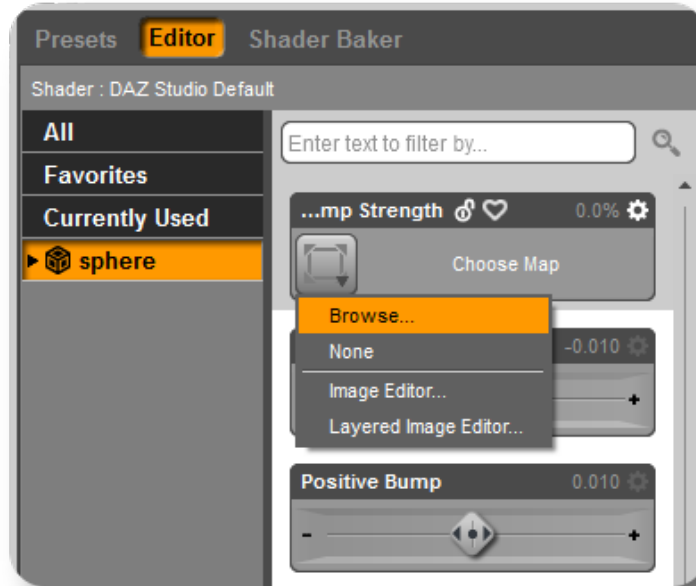 Presets Editor Shader Baker
Shader : DAZ Studio Default
All
Favorites
Currently Used
sphere
Enter text to filter by...
...mp Strength 0.0%
Choose Map
Browse...
None
Image Editor...
Layered Image Editor...
-0.010
+
Positive Bump 0.010
- +